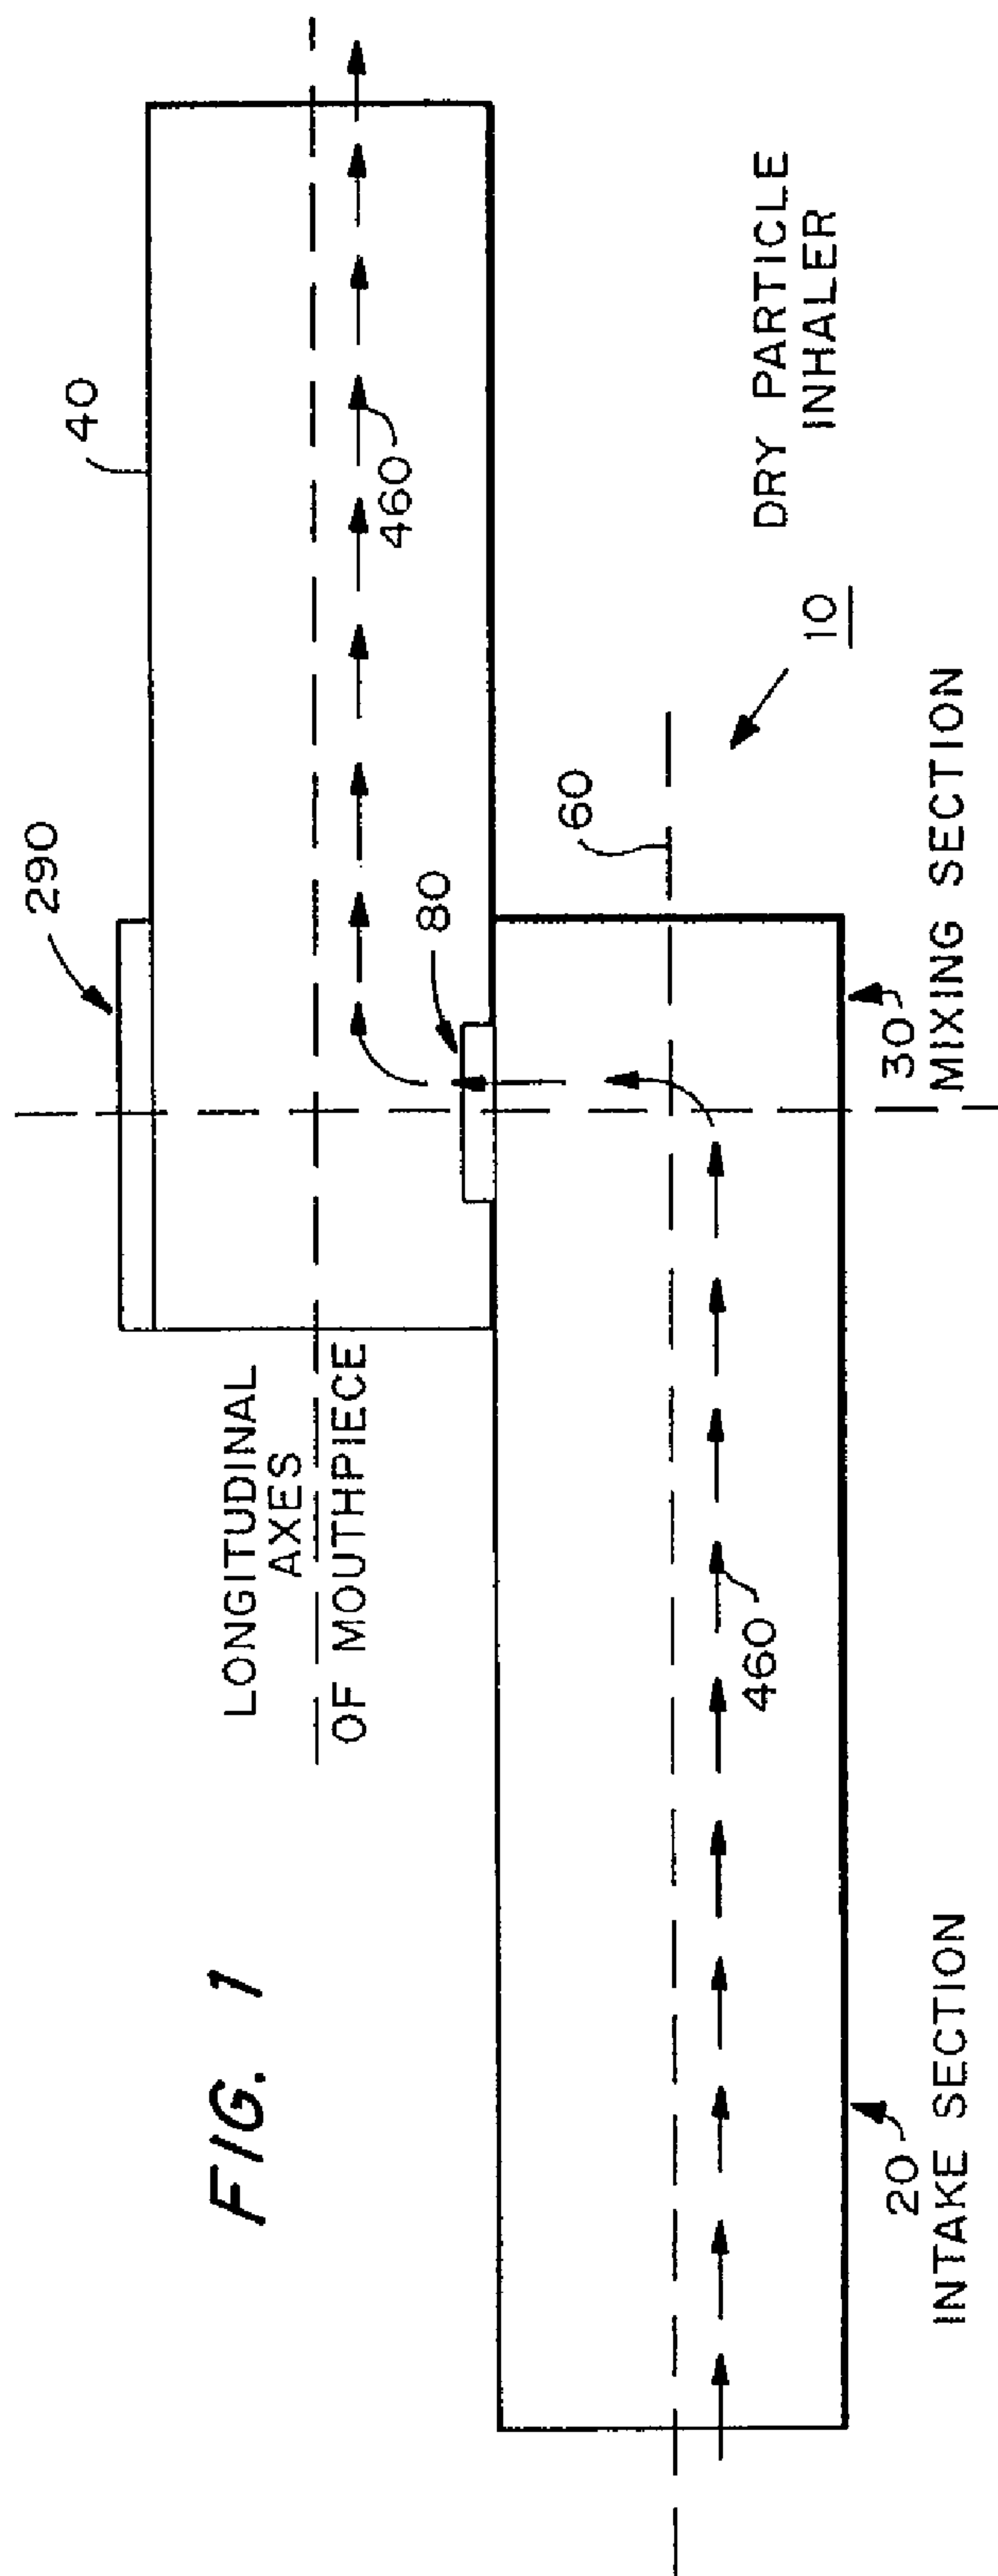 FIG. 1
290
40
LONGITUDINAL
AXES
OF MOUTHPIECE
460
80
60
460
DRY PARTICLE
INHALER
10
20
INTAKE SECTION
30
MIXING SECTION